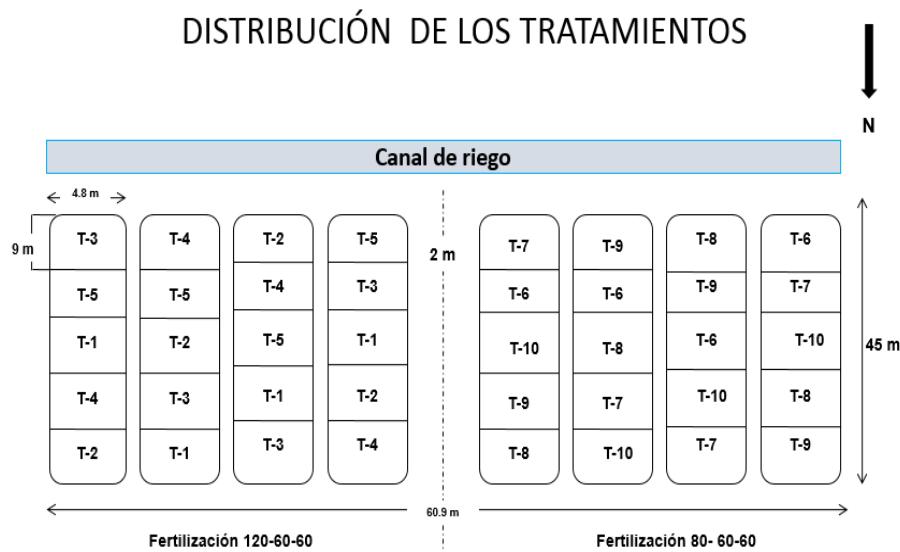 DISTRIBUCIÓN DE LOS TRATAMIENTOS
N
Canal de riego
4.8 m
9 m
2 m
45 m
T-3 T-4 T-2 T-5 T-7 T-9 T-8 T-6
T-5 T-5 T-4 T-3 T-6 T-6 T-9 T-7
T-1 T-2 T-5 T-1 T-10 T-8 T-6 T-10
T-4 T-3 T-1 T-2 T-9 T-7 T-10 T-8
T-2 T-1 T-3 T-4 T-8 T-10 T-7 T-9
60.9 m
Fertilización 120-60-60 Fertilización 80- 60-60